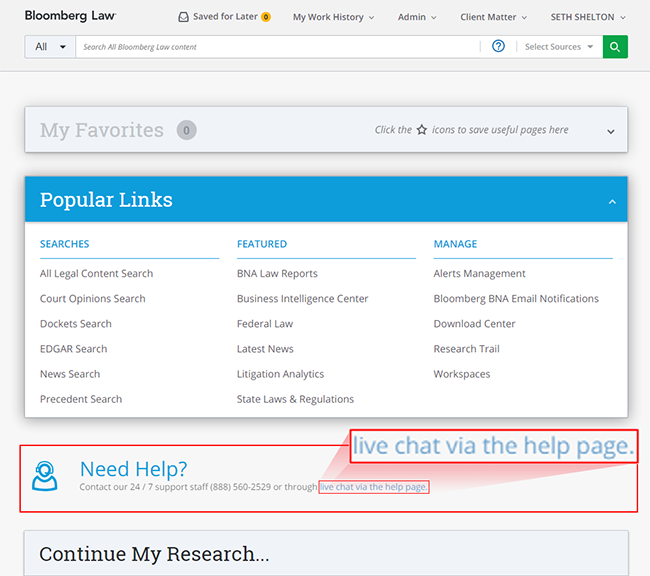 Bloomberg Law®
Saved for Later 0
My Work History
Admin
Client Matter
SETH SHELTON
All
Search All Bloomberg Law content
?
Select Sources
My Favorites 0
Click the icons to save useful pages here
Popular Links
SEARCHES
All Legal Content Search
Court Opinions Search
Dockets Search
EDGAR Search
News Search
Precedent Search
FEATURED
BNA Law Reports
Business Intelligence Center
Federal Law
Latest News
Litigation Analytics
State Laws & Regulations
MANAGE
Alerts Management
Bloomberg BNA Email Notifications
Download Center
Research Trail
Workspaces
live chat via the help page.
Need Help?
Contact our 24 / 7 support staff (888) 560-2529 or through live chat via the help page.
Continue My Research...